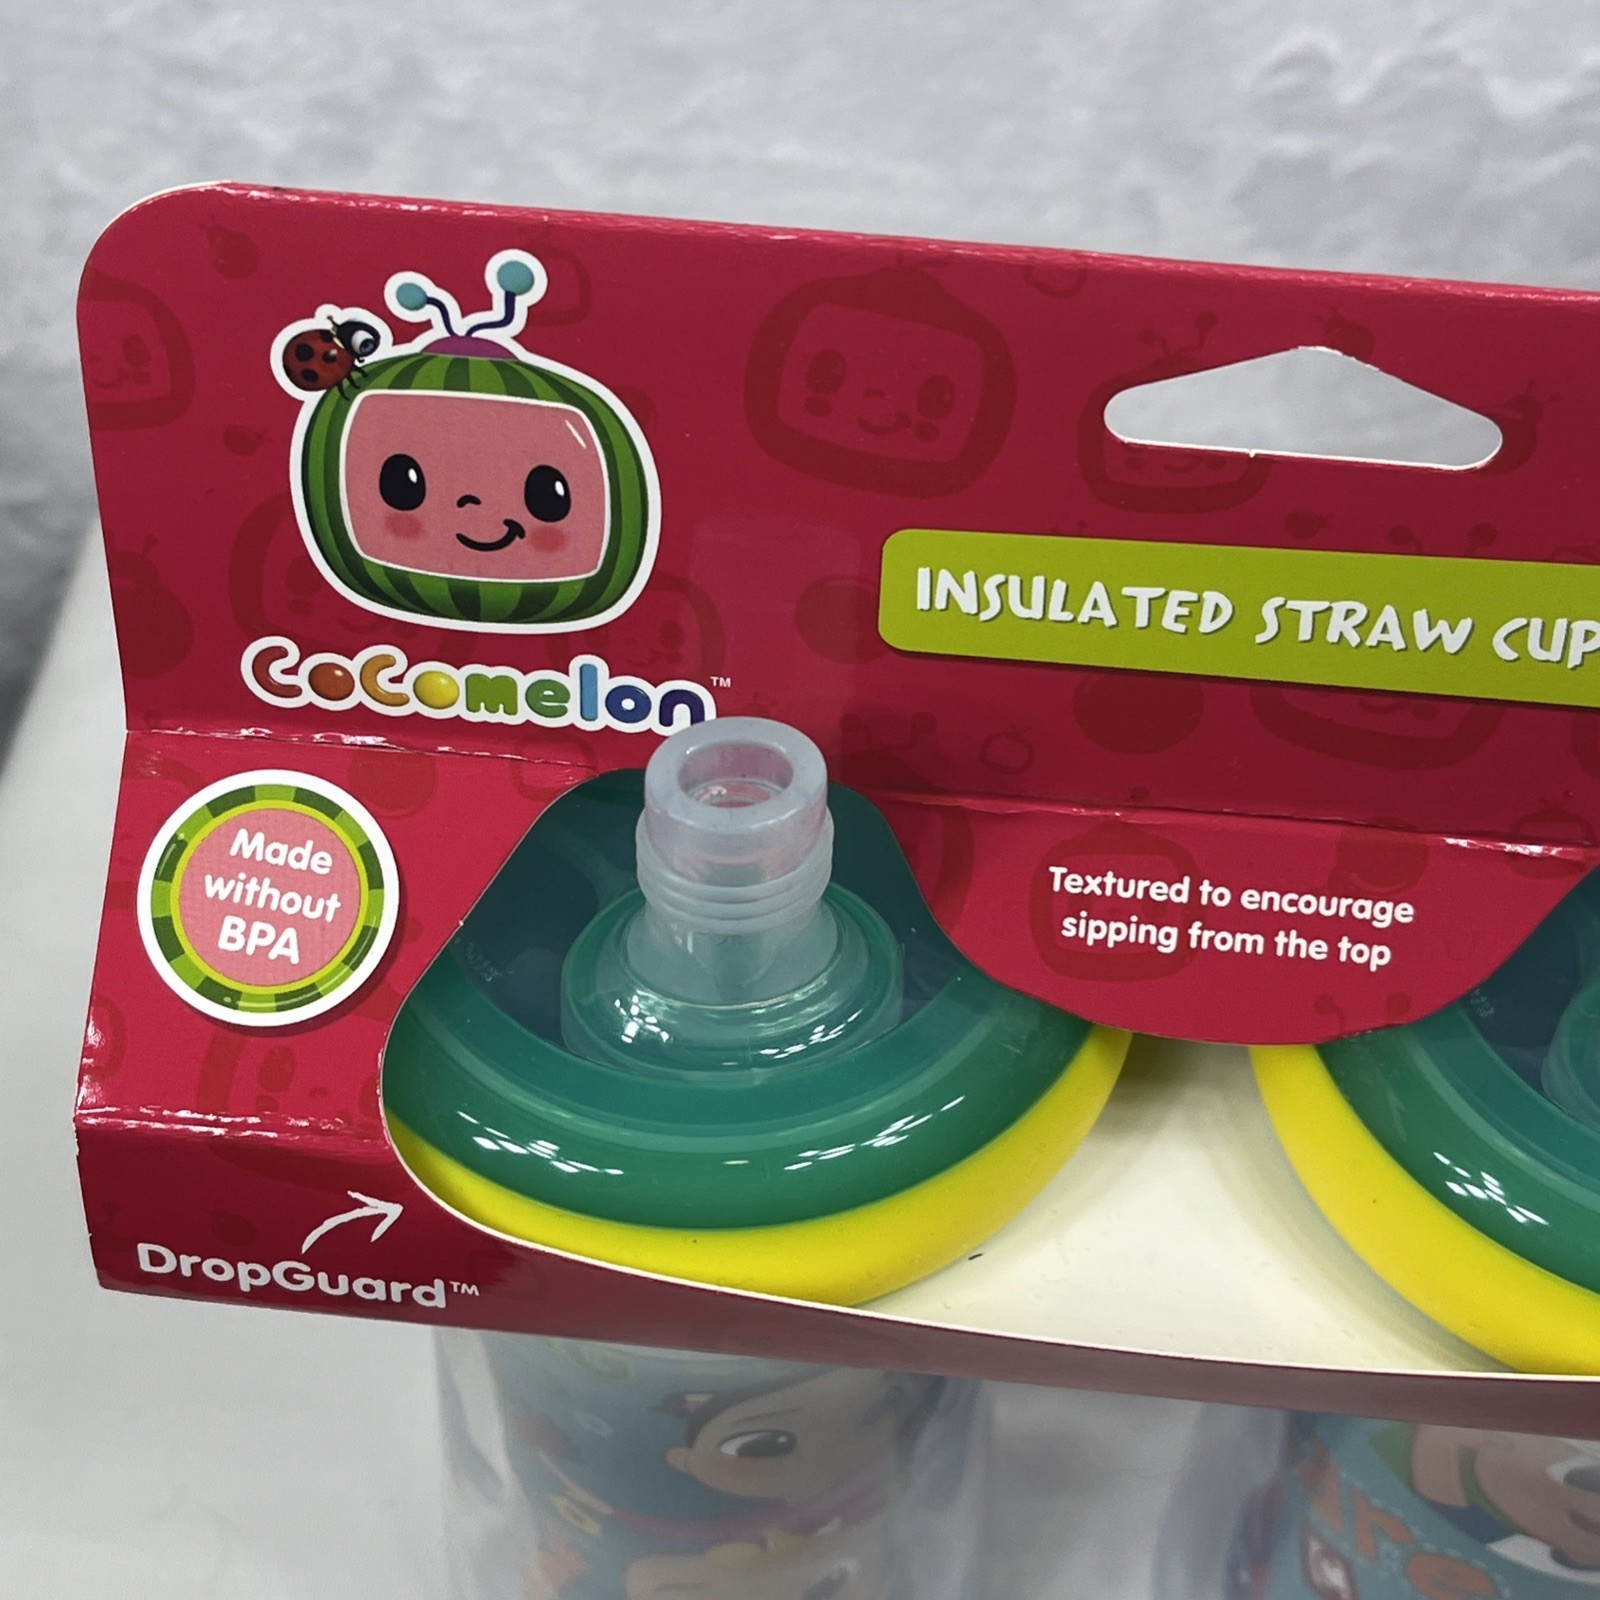 CoComelon™
INSULATED STRAW CUP
Made
without
BPA
Textured to encourage
sipping from the top
DropGuard™